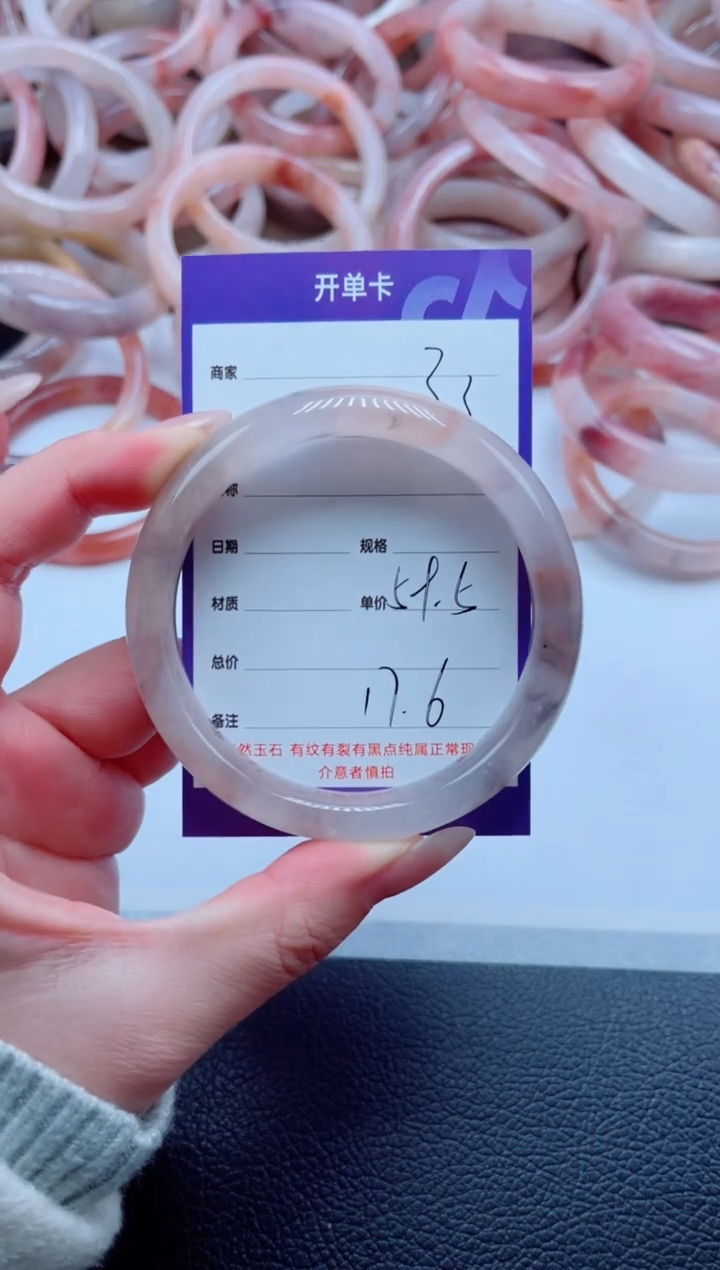 开单卡
商家
称
日期 规格
材质 单价
总价
17.6
备注
然玉石 有纹有裂有黑点纯属正常现
介意者慎拍